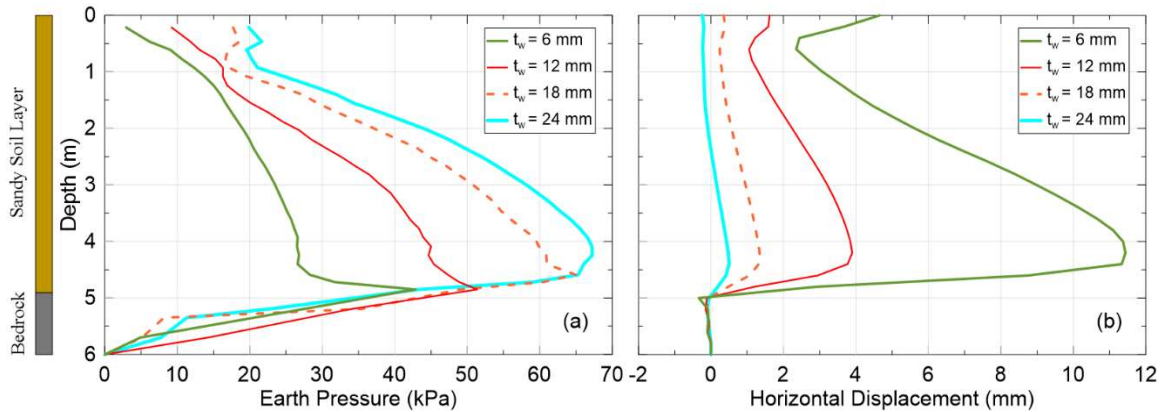 Sandy Soil Layer
Bedrock
Depth (m)
0
1
2
3
4
5
6
t_w = 6 mm
t_w = 12 mm
t_w = 18 mm
t_w = 24 mm
(a)
0 10 20 30 40 50 60 70
Earth Pressure (kPa)
t_w = 6 mm
t_w = 12 mm
t_w = 18 mm
t_w = 24 mm
(b)
-2 0 2 4 6 8 10 12
Horizontal Displacement (mm)